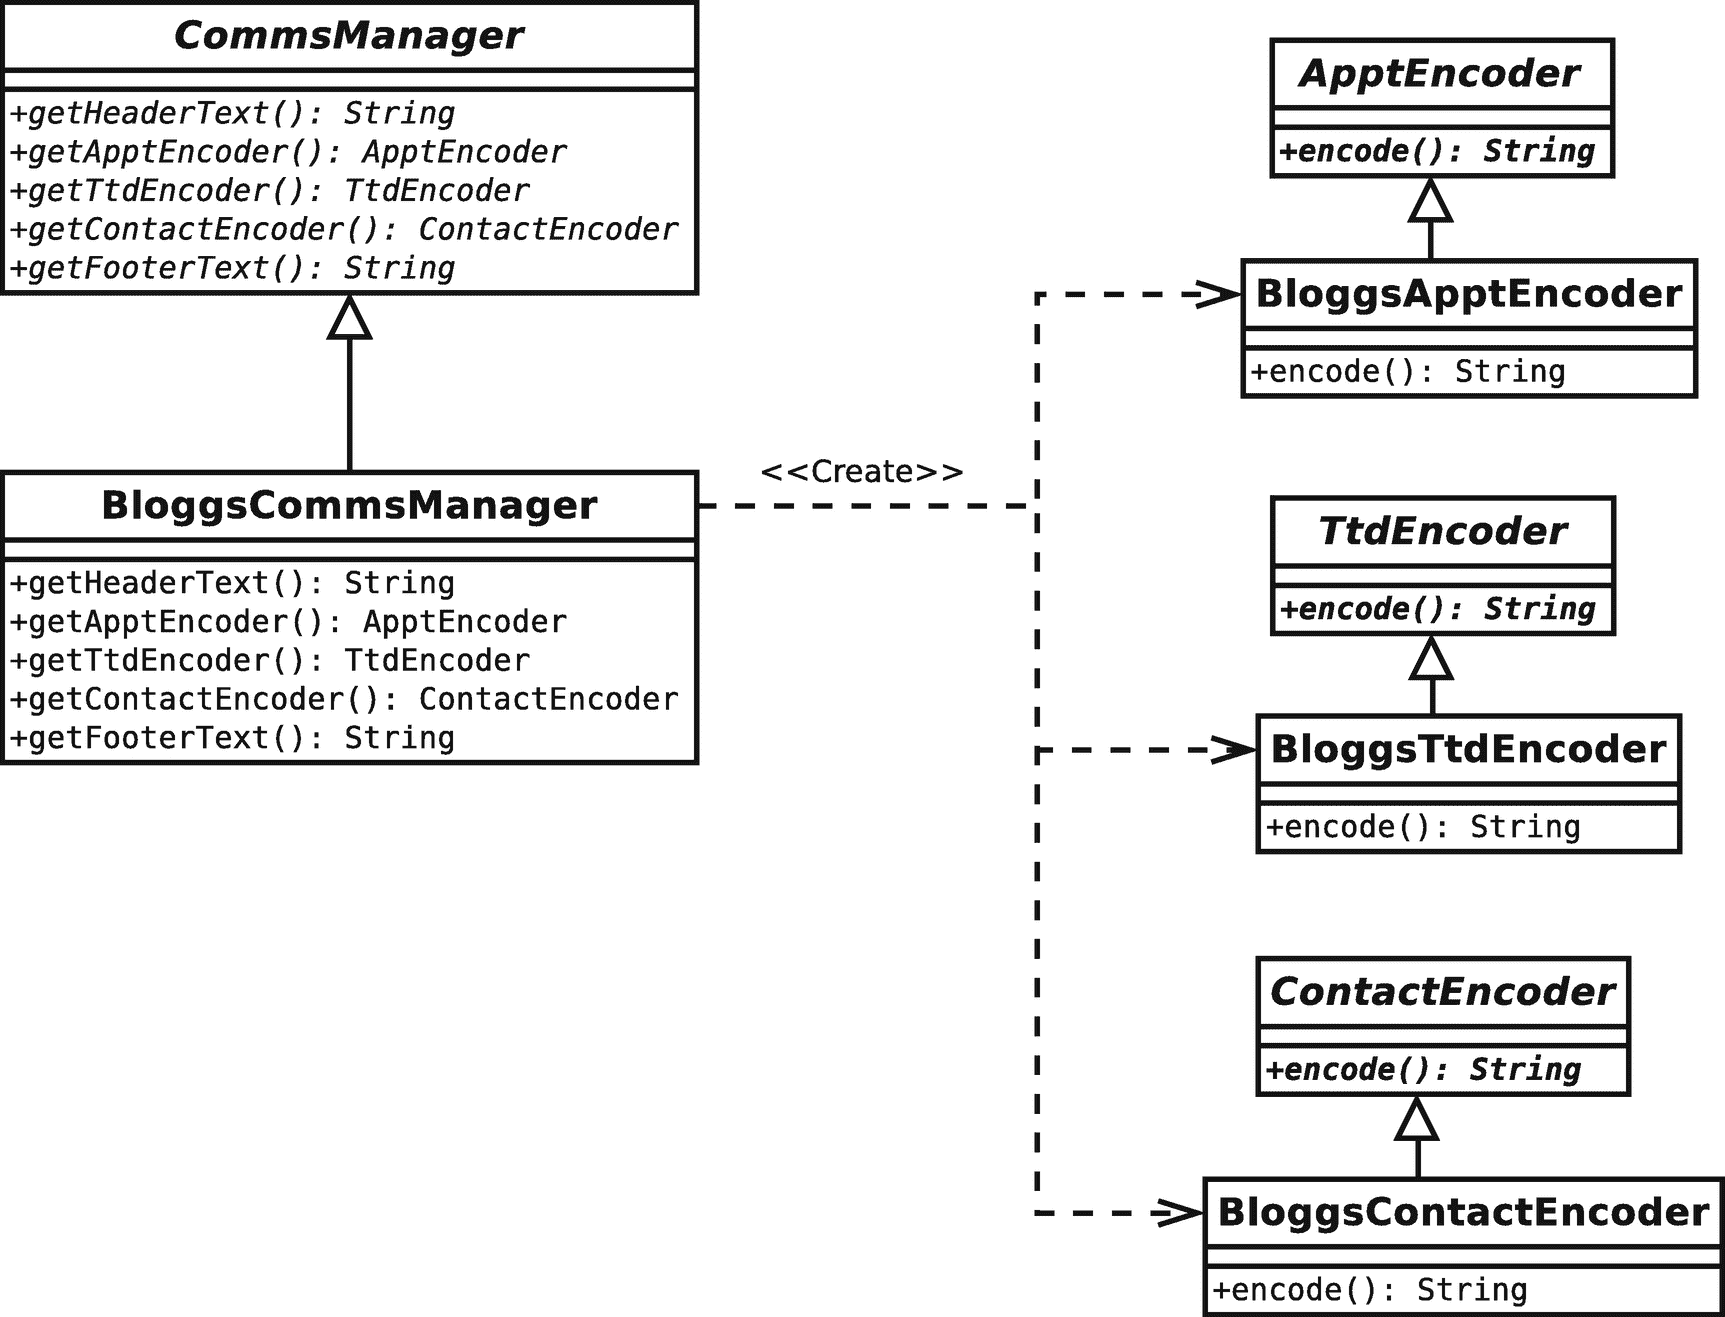 CommsManager
+getHeaderText(): String
+getApptEncoder(): ApptEncoder
+getTtdEncoder(): TtdEncoder
+getContactEncoder(): ContactEncoder
+getFooterText(): String
BloggsCommsManager
+getHeaderText(): String
+getApptEncoder(): ApptEncoder
+getTtdEncoder(): TtdEncoder
+getContactEncoder(): ContactEncoder
+getFooterText(): String
<<Create>>
ApptEncoder
+encode(): String
BloggsApptEncoder
+encode(): String
TtdEncoder
+encode(): String
BloggsTtdEncoder
+encode(): String
ContactEncoder
+encode(): String
BloggsContactEncoder
+encode(): String